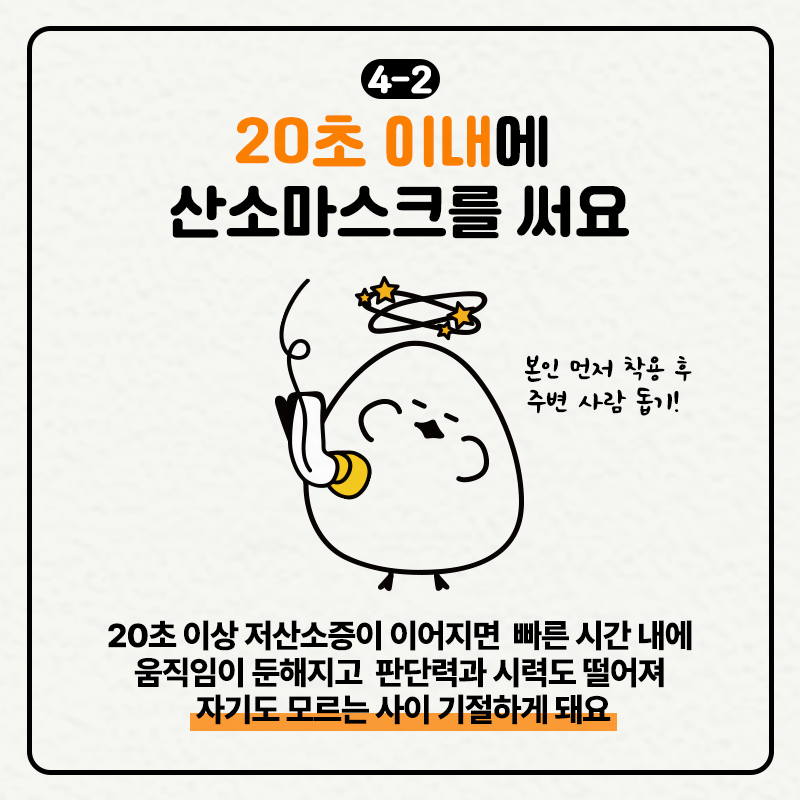 4-2
20초 이내에
산소마스크를 써요
본인 먼저 착용 후
주변 사람 돕기!
20초 이상 저산소증이 이어지면 빠른 시간 내에
움직임이 둔해지고 판단력과 시력도 떨어져
자기도 모르는 사이 기절하게 돼요